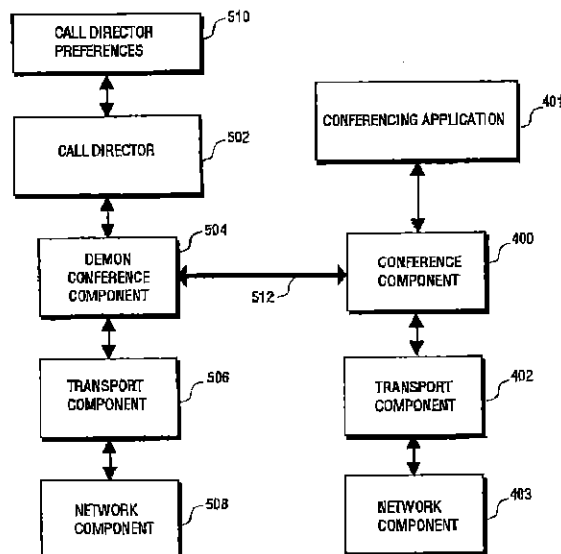 CALL DIRECTOR
PREFERENCES
510
CALL DIRECTOR
502
CONFERENCING APPLICATION
401
DEMON
CONFERENCE
COMPONENT
504
512
CONFERENCE
COMPONENT
400
TRANSPORT
COMPONENT
506
TRANSPORT
COMPONENT
402
NETWORK
COMPONENT
508
NETWORK
COMPONENT
403